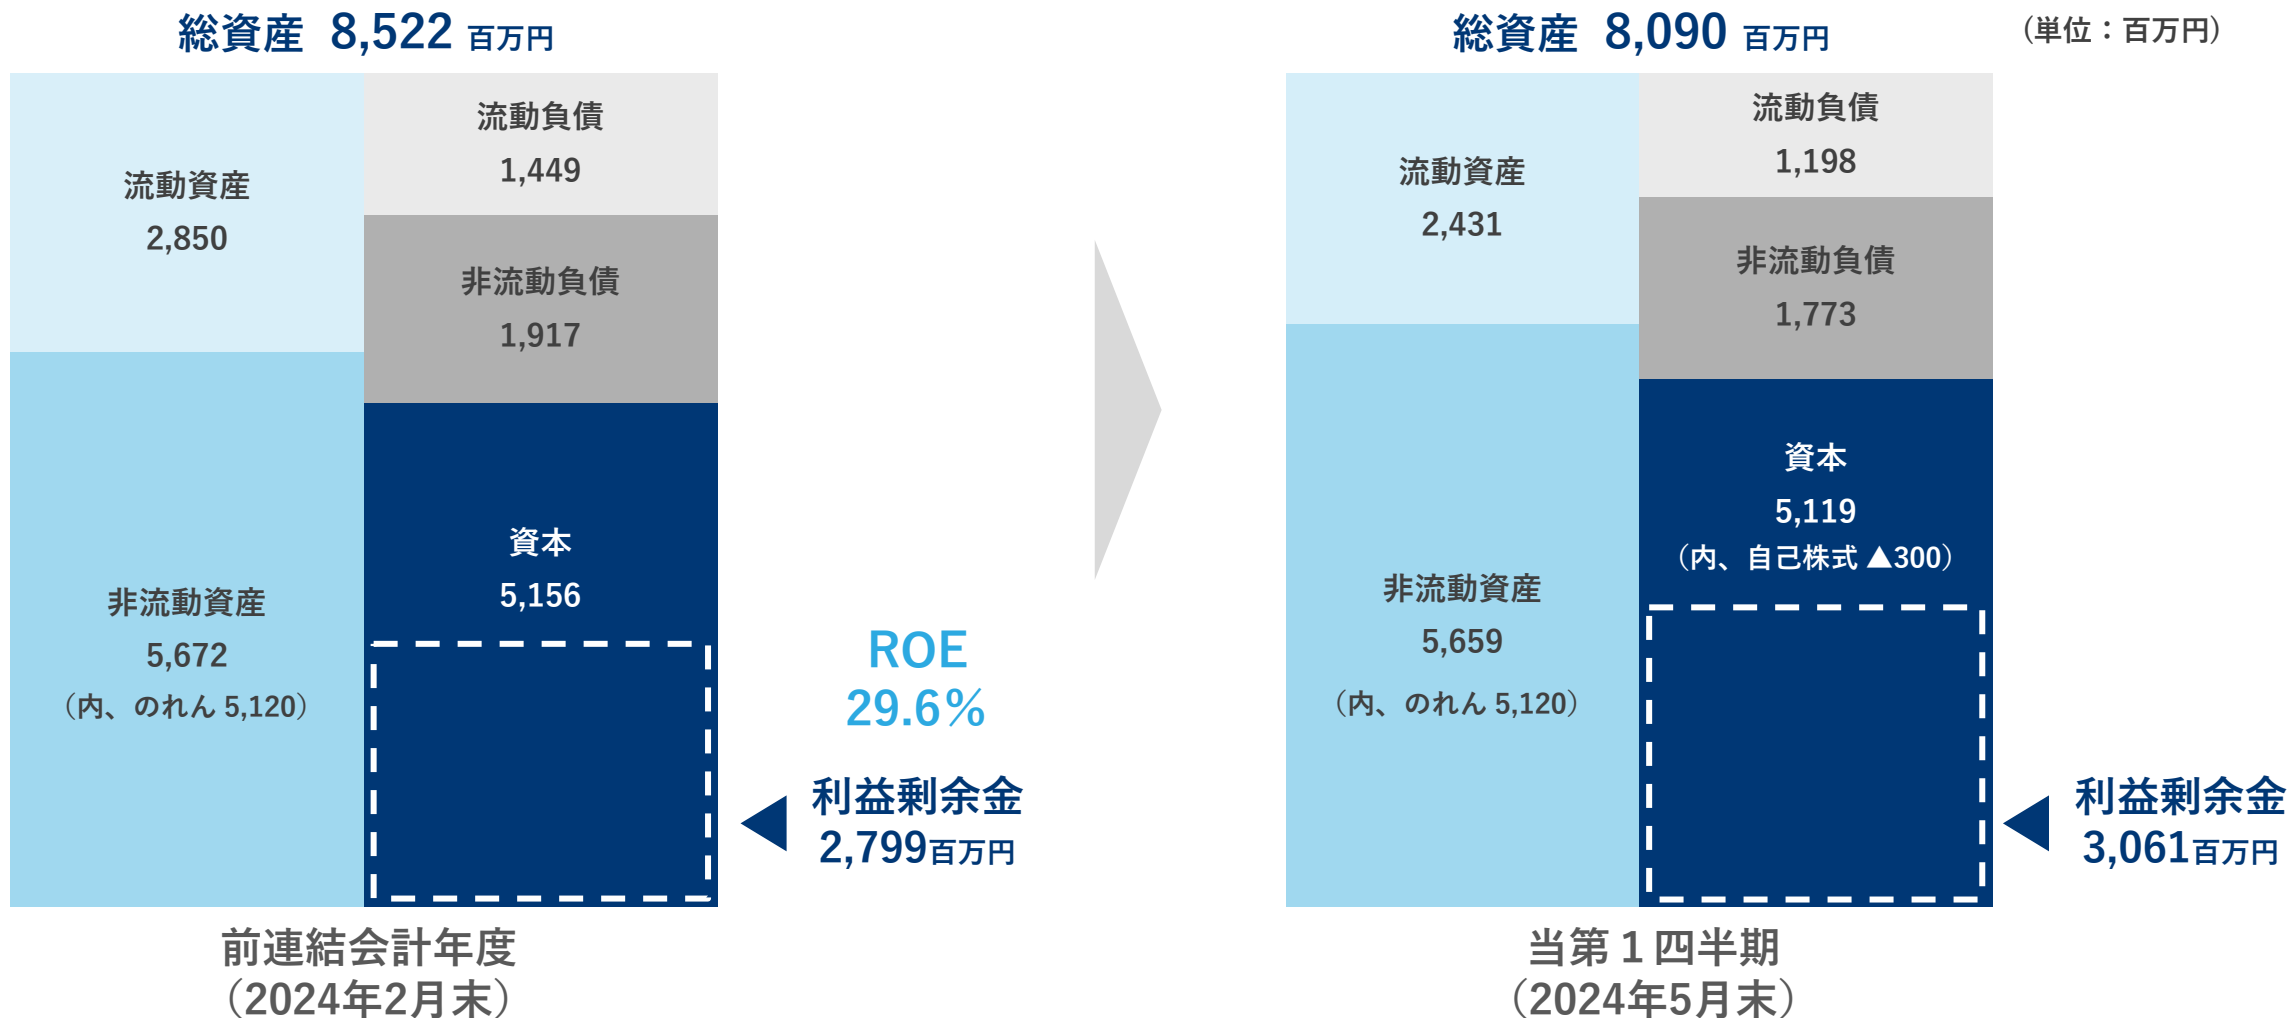 総資産 8,522 百万円
流動資産
2,850
非流動資産
5,672
（内、のれん 5,120）
流動負債
1,449
非流動負債
1,917
資本
5,156
ROE
29.6％
利益剰余金
2,799百万円
前連結会計年度
（2024年2月末）
総資産 8,090 百万円
（単位：百万円）
流動資産
2,431
非流動資産
5,659
（内、のれん 5,120）
流動負債
1,198
非流動負債
1,773
資本
5,119
（内、自己株式 ▲300）
利益剰余金
3,061百万円
当第１四半期
（2024年5月末）